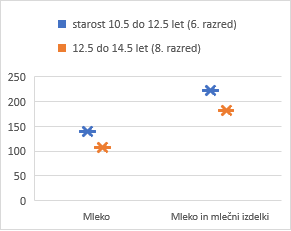 starost 10.5 do 12.5 let (6. razred)
12.5 do 14.5 let (8. razred)
250
200
150
100
50
0
Mleko
Mleko in mlečni izdelki